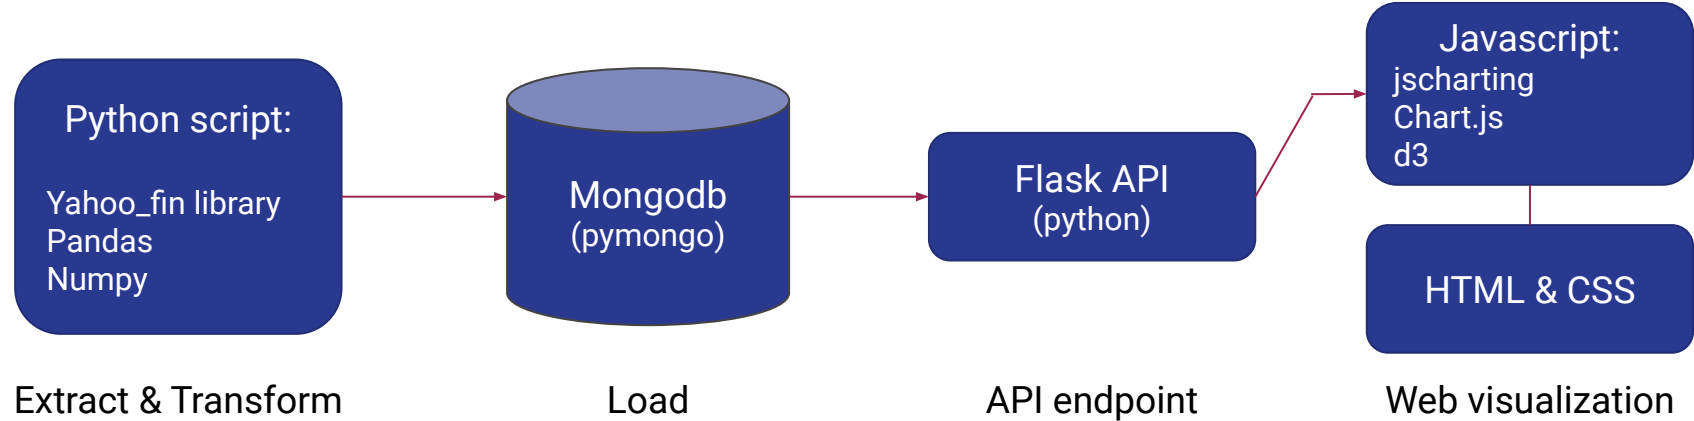 Python script:
Yahoo_fin library
Pandas
Numpy
Extract & Transform
Mongodb
(pymongo)
Load
Flask API
(python)
API endpoint
Javascript:
jscharting
Chart.js
d3
HTML & CSS
Web visualization